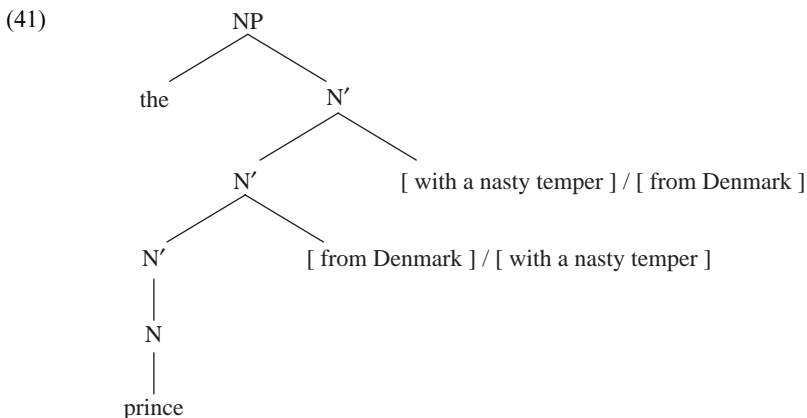 (41) NP
the N′
N′ [ with a nasty temper ] / [ from Denmark ]
N′ [ from Denmark ] / [ with a nasty temper ]
N
prince